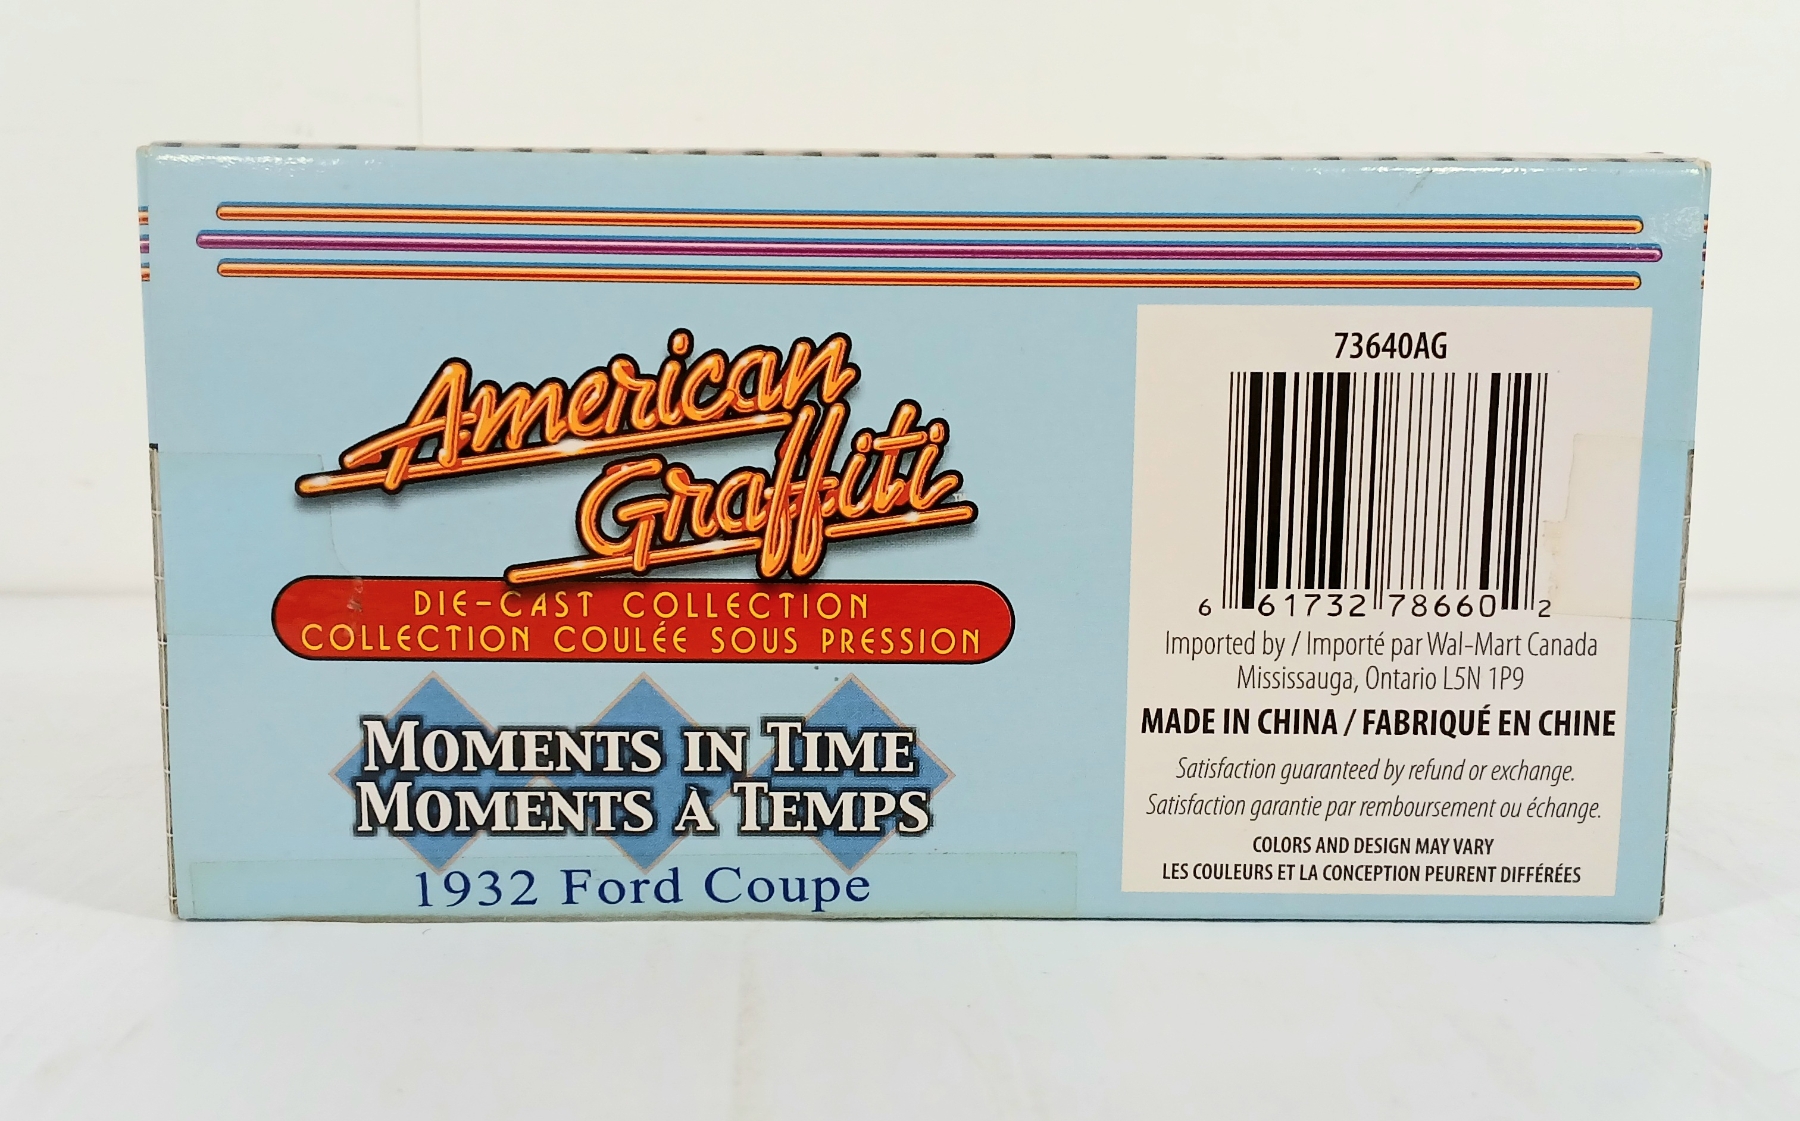 American
Graffiti
DIE-CAST COLLECTION
COLLECTION COULÉE SOUS PRESSION
MOMENTS IN TIME
MOMENTS À TEMPS
1932 Ford Coupe
73640AG
6 61732 78660 2
Imported by / Importé par Wal-Mart Canada
Mississauga, Ontario L5N 1P9
MADE IN CHINA / FABRIQUÉ EN CHINE
Satisfaction guaranteed by refund or exchange.
Satisfaction garantie par remboursement ou échange.
COLORS AND DESIGN MAY VARY
LES COULEURS ET LA CONCEPTION PEURENT DIFFÉRÉES